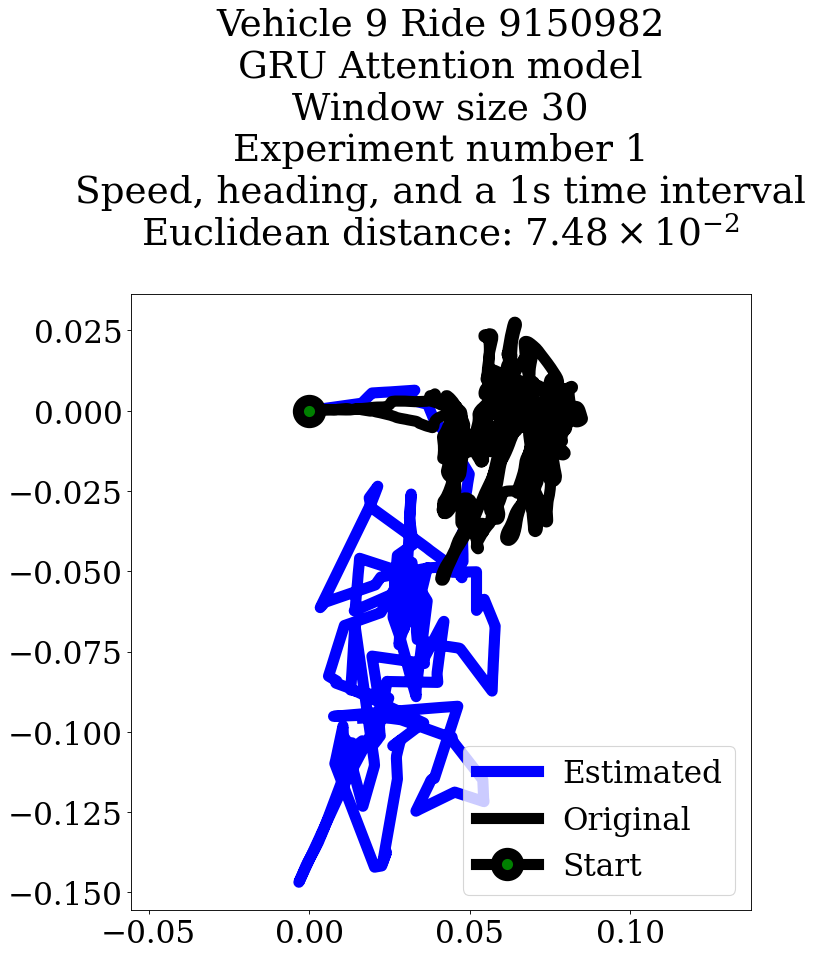 Vehicle 9 Ride 9150982
GRU Attention model
Window size 30
Experiment number 1
Speed, heading, and a 1s time interval
Euclidean distance: 7.48 × 10⁻²
0.025
0.000
−0.025
−0.050
−0.075
−0.100
−0.125
−0.150
Estimated
Original
Start
−0.05 0.00 0.05 0.10